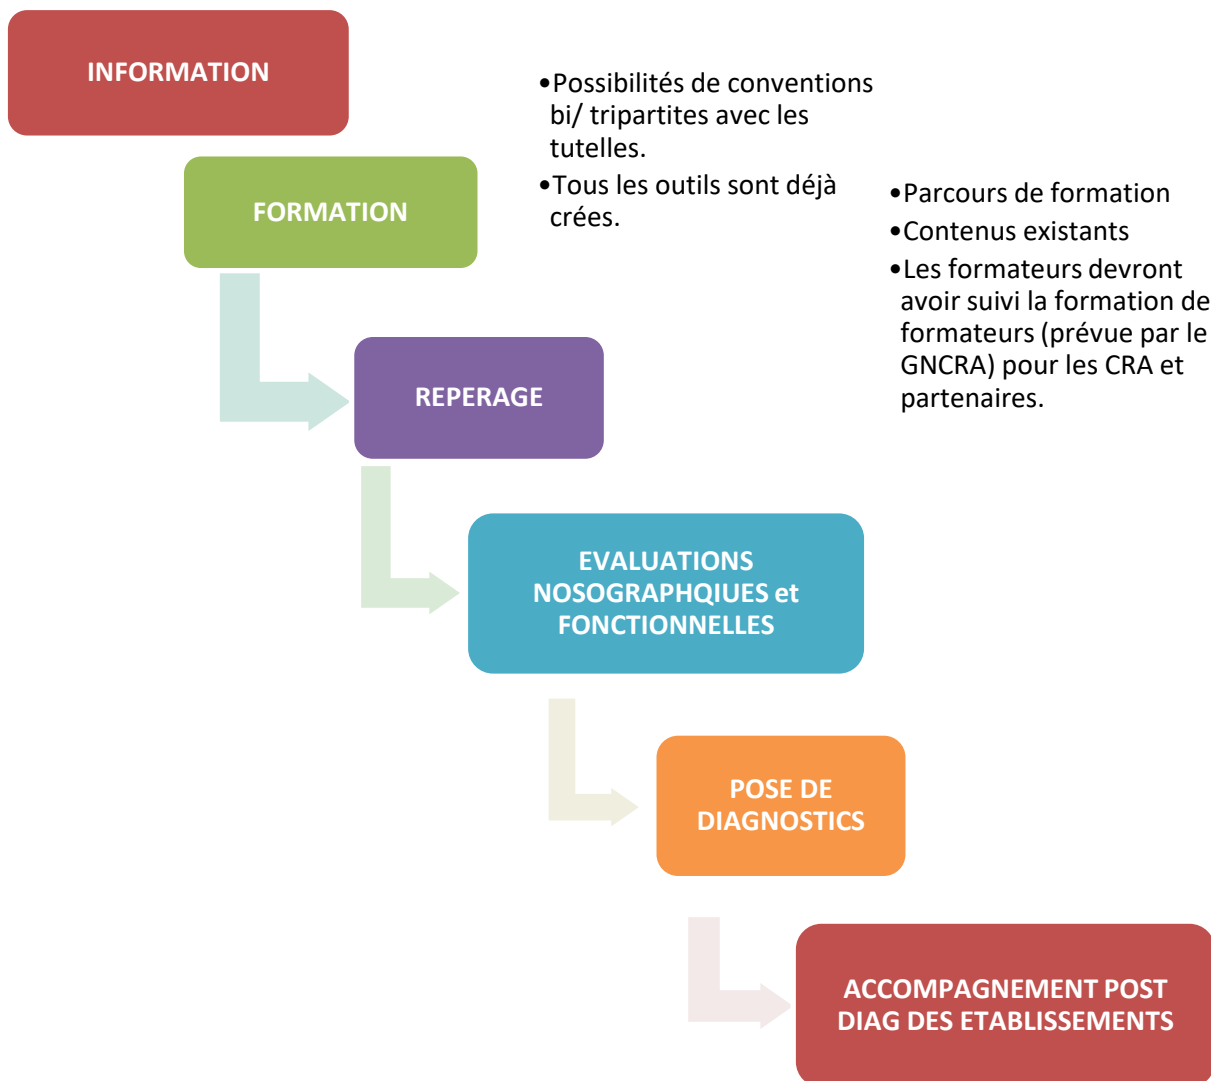 INFORMATION
•Possibilités de conventions
bi/ tripartites avec les
tutelles.
•Tous les outils sont déjà
crées.
FORMATION
•Parcours de formation
•Contenus existants
•Les formateurs devront
avoir suivi la formation de
formateurs (prévue par le
GNCRA) pour les CRA et
partenaires.
REPERAGE
EVALUATIONS
NOSOGRAPHQIUES et
FONCTIONNELLES
POSE DE
DIAGNOSTICS
ACCOMPAGNEMENT POST
DIAG DES ETABLISSEMENTS